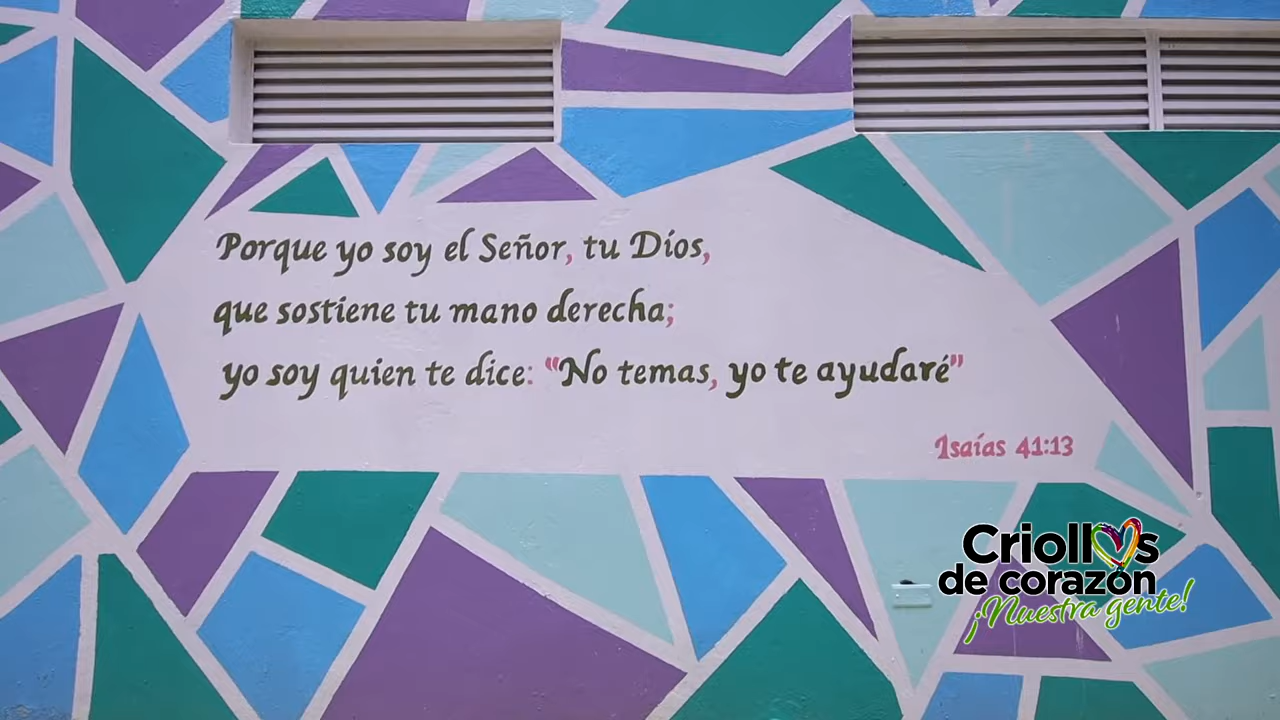 Porque yo soy el Señor, tu Dios,
que sostiene tu mano derecha;
yo soy quien te dice: “No temas, yo te ayudaré”
Isaías 41:13
Criollos
de corazón
¡Nuestra gente!